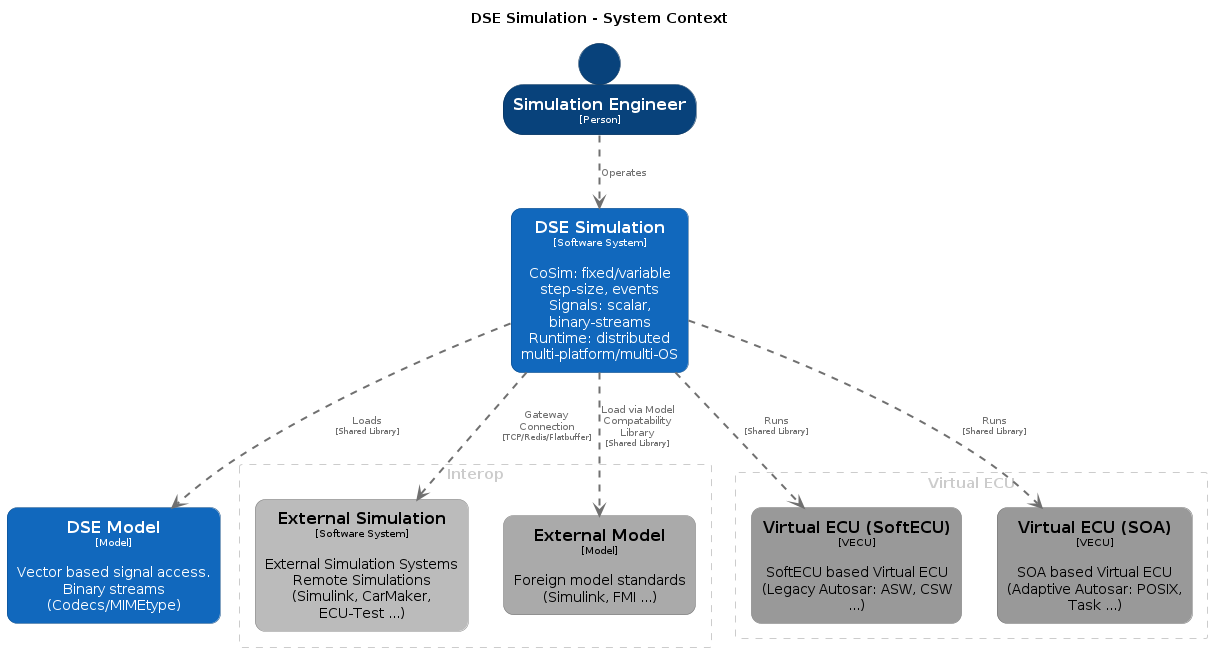 DSE Simulation - System Context
Simulation Engineer
[Person]
Operates
DSE Simulation
[Software System]
CoSim: fixed/variable
step-size, events
Signals: scalar,
binary-streams
Runtime: distributed
multi-platform/multi-OS
Loads
[Shared Library]
Gateway
Connection
[TCP/Redis/Flatbuffer]
Load via Model
Compatability
Library
[Shared Library]
Runs
[Shared Library]
Runs
[Shared Library]
DSE Model
[Model]
Vector based signal access.
Binary streams
(Codecs/MIMEtype)
Interop
External Simulation
[Software System]
External Simulation Systems
Remote Simulations
(Simulink, CarMaker,
ECU-Test ...)
External Model
[Model]
Foreign model standards
(Simulink, FMI ...)
Virtual ECU
Virtual ECU (SoftECU)
[VECU]
SoftECU based Virtual ECU
(Legacy Autosar: ASW, CSW
...)
Virtual ECU (SOA)
[VECU]
SOA based Virtual ECU
(Adaptive Autosar: POSIX,
Task ...)